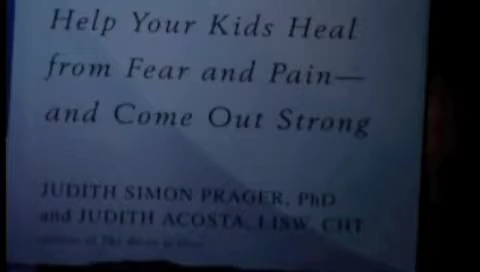 Help Your Kids Heal
from Fear and Pain—
and Come Out Strong
JUDITH SIMON PRAGER, PhD
and JUDITH ACOSTA, LISW, CHT